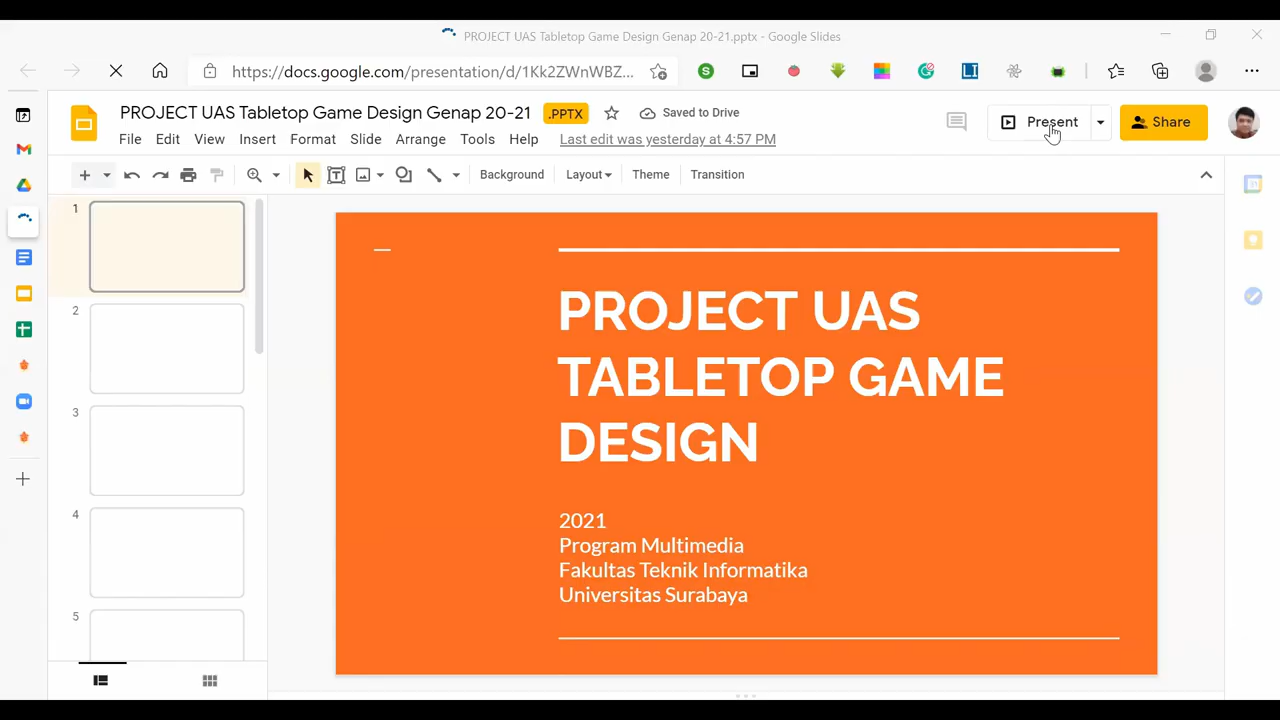 PROJECT UAS Tabletop Game Design Genap 20-21.pptx - Google Slides
https://docs.google.com/presentation/d/1Kk2ZWnWBZ...
PROJECT UAS Tabletop Game Design Genap 20-21 .PPTX Saved to Drive
File Edit View Insert Format Slide Arrange Tools Help Last edit was yesterday at 4:57 PM
Present Share
Background Layout Theme Transition
1
2
3
4
5
PROJECT UAS
TABLETOP GAME
DESIGN
2021
Program Multimedia
Fakultas Teknik Informatika
Universitas Surabaya